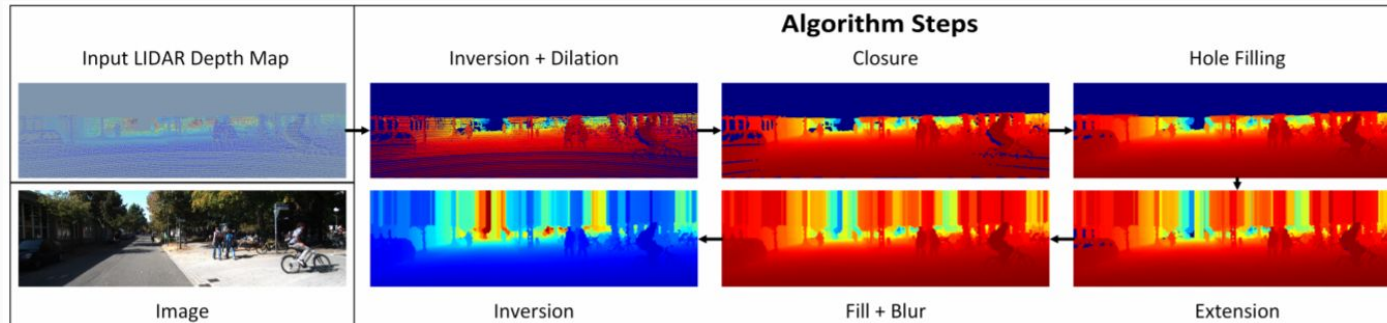 Algorithm Steps
Input LIDAR Depth Map
Inversion + Dilation
Closure
Hole Filling
Image
Inversion
Fill + Blur
Extension